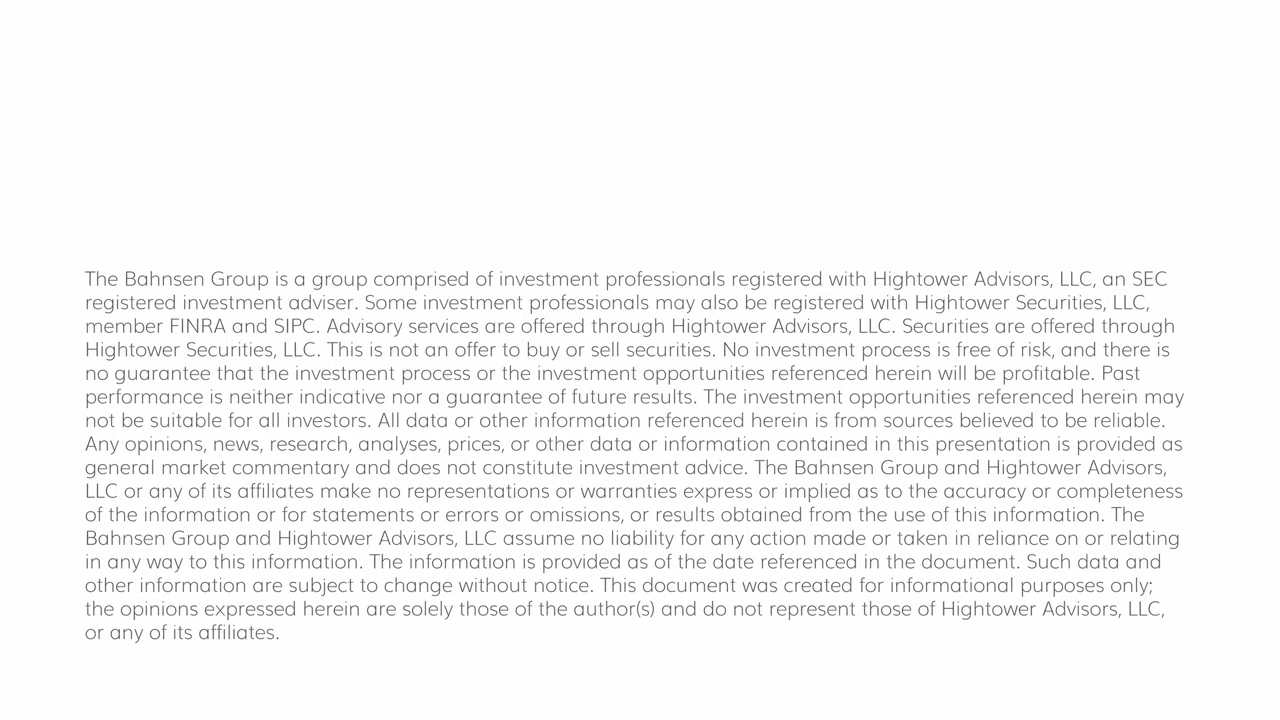 The Bahnsen Group is a group comprised of investment professionals registered with Hightower Advisors, LLC, an SEC
registered investment adviser. Some investment professionals may also be registered with Hightower Securities, LLC,
member FINRA and SIPC. Advisory services are offered through Hightower Advisors, LLC. Securities are offered through
Hightower Securities, LLC. This is not an offer to buy or sell securities. No investment process is free of risk, and there is
no guarantee that the investment process or the investment opportunities referenced herein will be profitable. Past
performance is neither indicative nor a guarantee of future results. The investment opportunities referenced herein may
not be suitable for all investors. All data or other information referenced herein is from sources believed to be reliable.
Any opinions, news, research, analyses, prices, or other data or information contained in this presentation is provided as
general market commentary and does not constitute investment advice. The Bahnsen Group and Hightower Advisors,
LLC or any of its affiliates make no representations or warranties express or implied as to the accuracy or completeness
of the information or for statements or errors or omissions, or results obtained from the use of this information. The
Bahnsen Group and Hightower Advisors, LLC assume no liability for any action made or taken in reliance on or relating
in any way to this information. The information is provided as of the date referenced in the document. Such data and
other information are subject to change without notice. This document was created for informational purposes only;
the opinions expressed herein are solely those of the author(s) and do not represent those of Hightower Advisors, LLC,
or any of its affiliates.